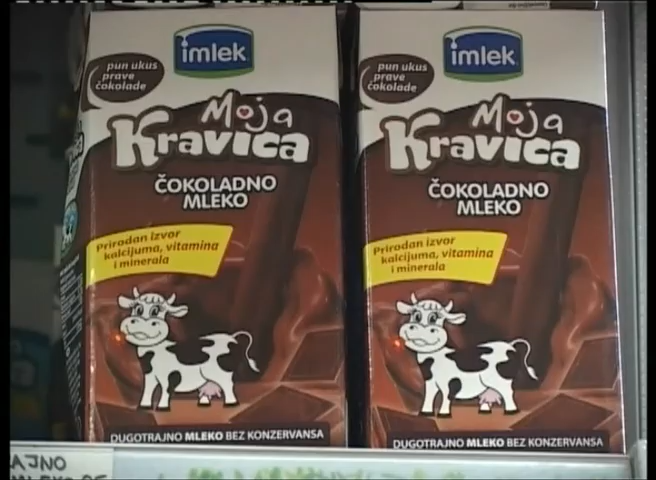 imlek
pun ukus
prave
čokolade
Moja
Kravica
ČOKOLADNO
MLEKO
Prirodan izvor
kalcijuma, vitamina
i minerala
DUGOTRAJNO MLEKO BEZ KONZERVANSA
imlek
pun ukus
prave
čokolade
Moja
Kravica
ČOKOLADNO
MLEKO
Prirodan izvor
kalcijuma, vitamina
i minerala
DUGOTRAJNO MLEKO BEZ KONZERVANSA
AJNO